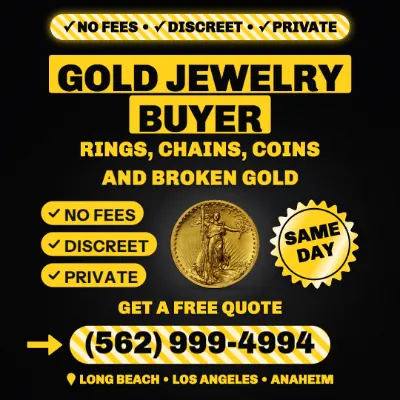 ✓NO FEES • ✓DISCREET • ✓PRIVATE
GOLD JEWELRY
BUYER
RINGS, CHAINS, COINS
AND BROKEN GOLD
✓ NO FEES
✓ DISCREET
✓ PRIVATE
SAME
DAY
GET A FREE QUOTE
(562) 999-4994
LONG BEACH • LOS ANGELES • ANAHEIM